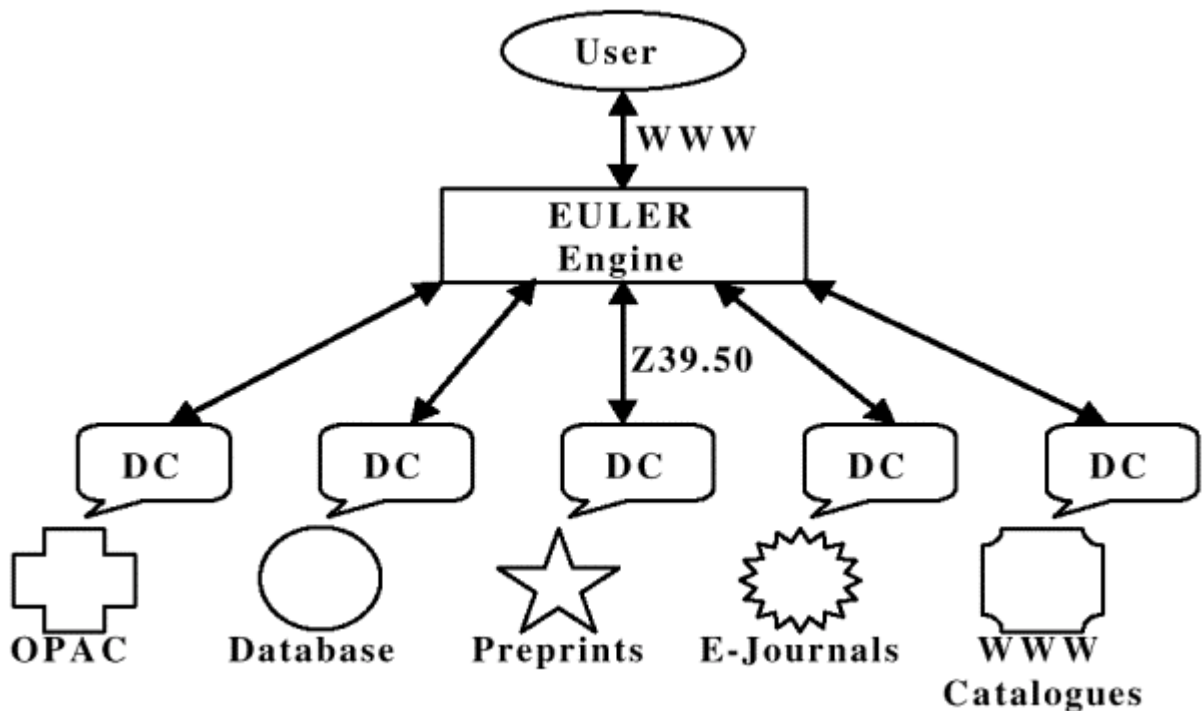 User
WWW
EULER
Engine
Z39.50
DC
DC
DC
DC
DC
OPAC
Database
Preprints
E-Journals
WWW
Catalogues